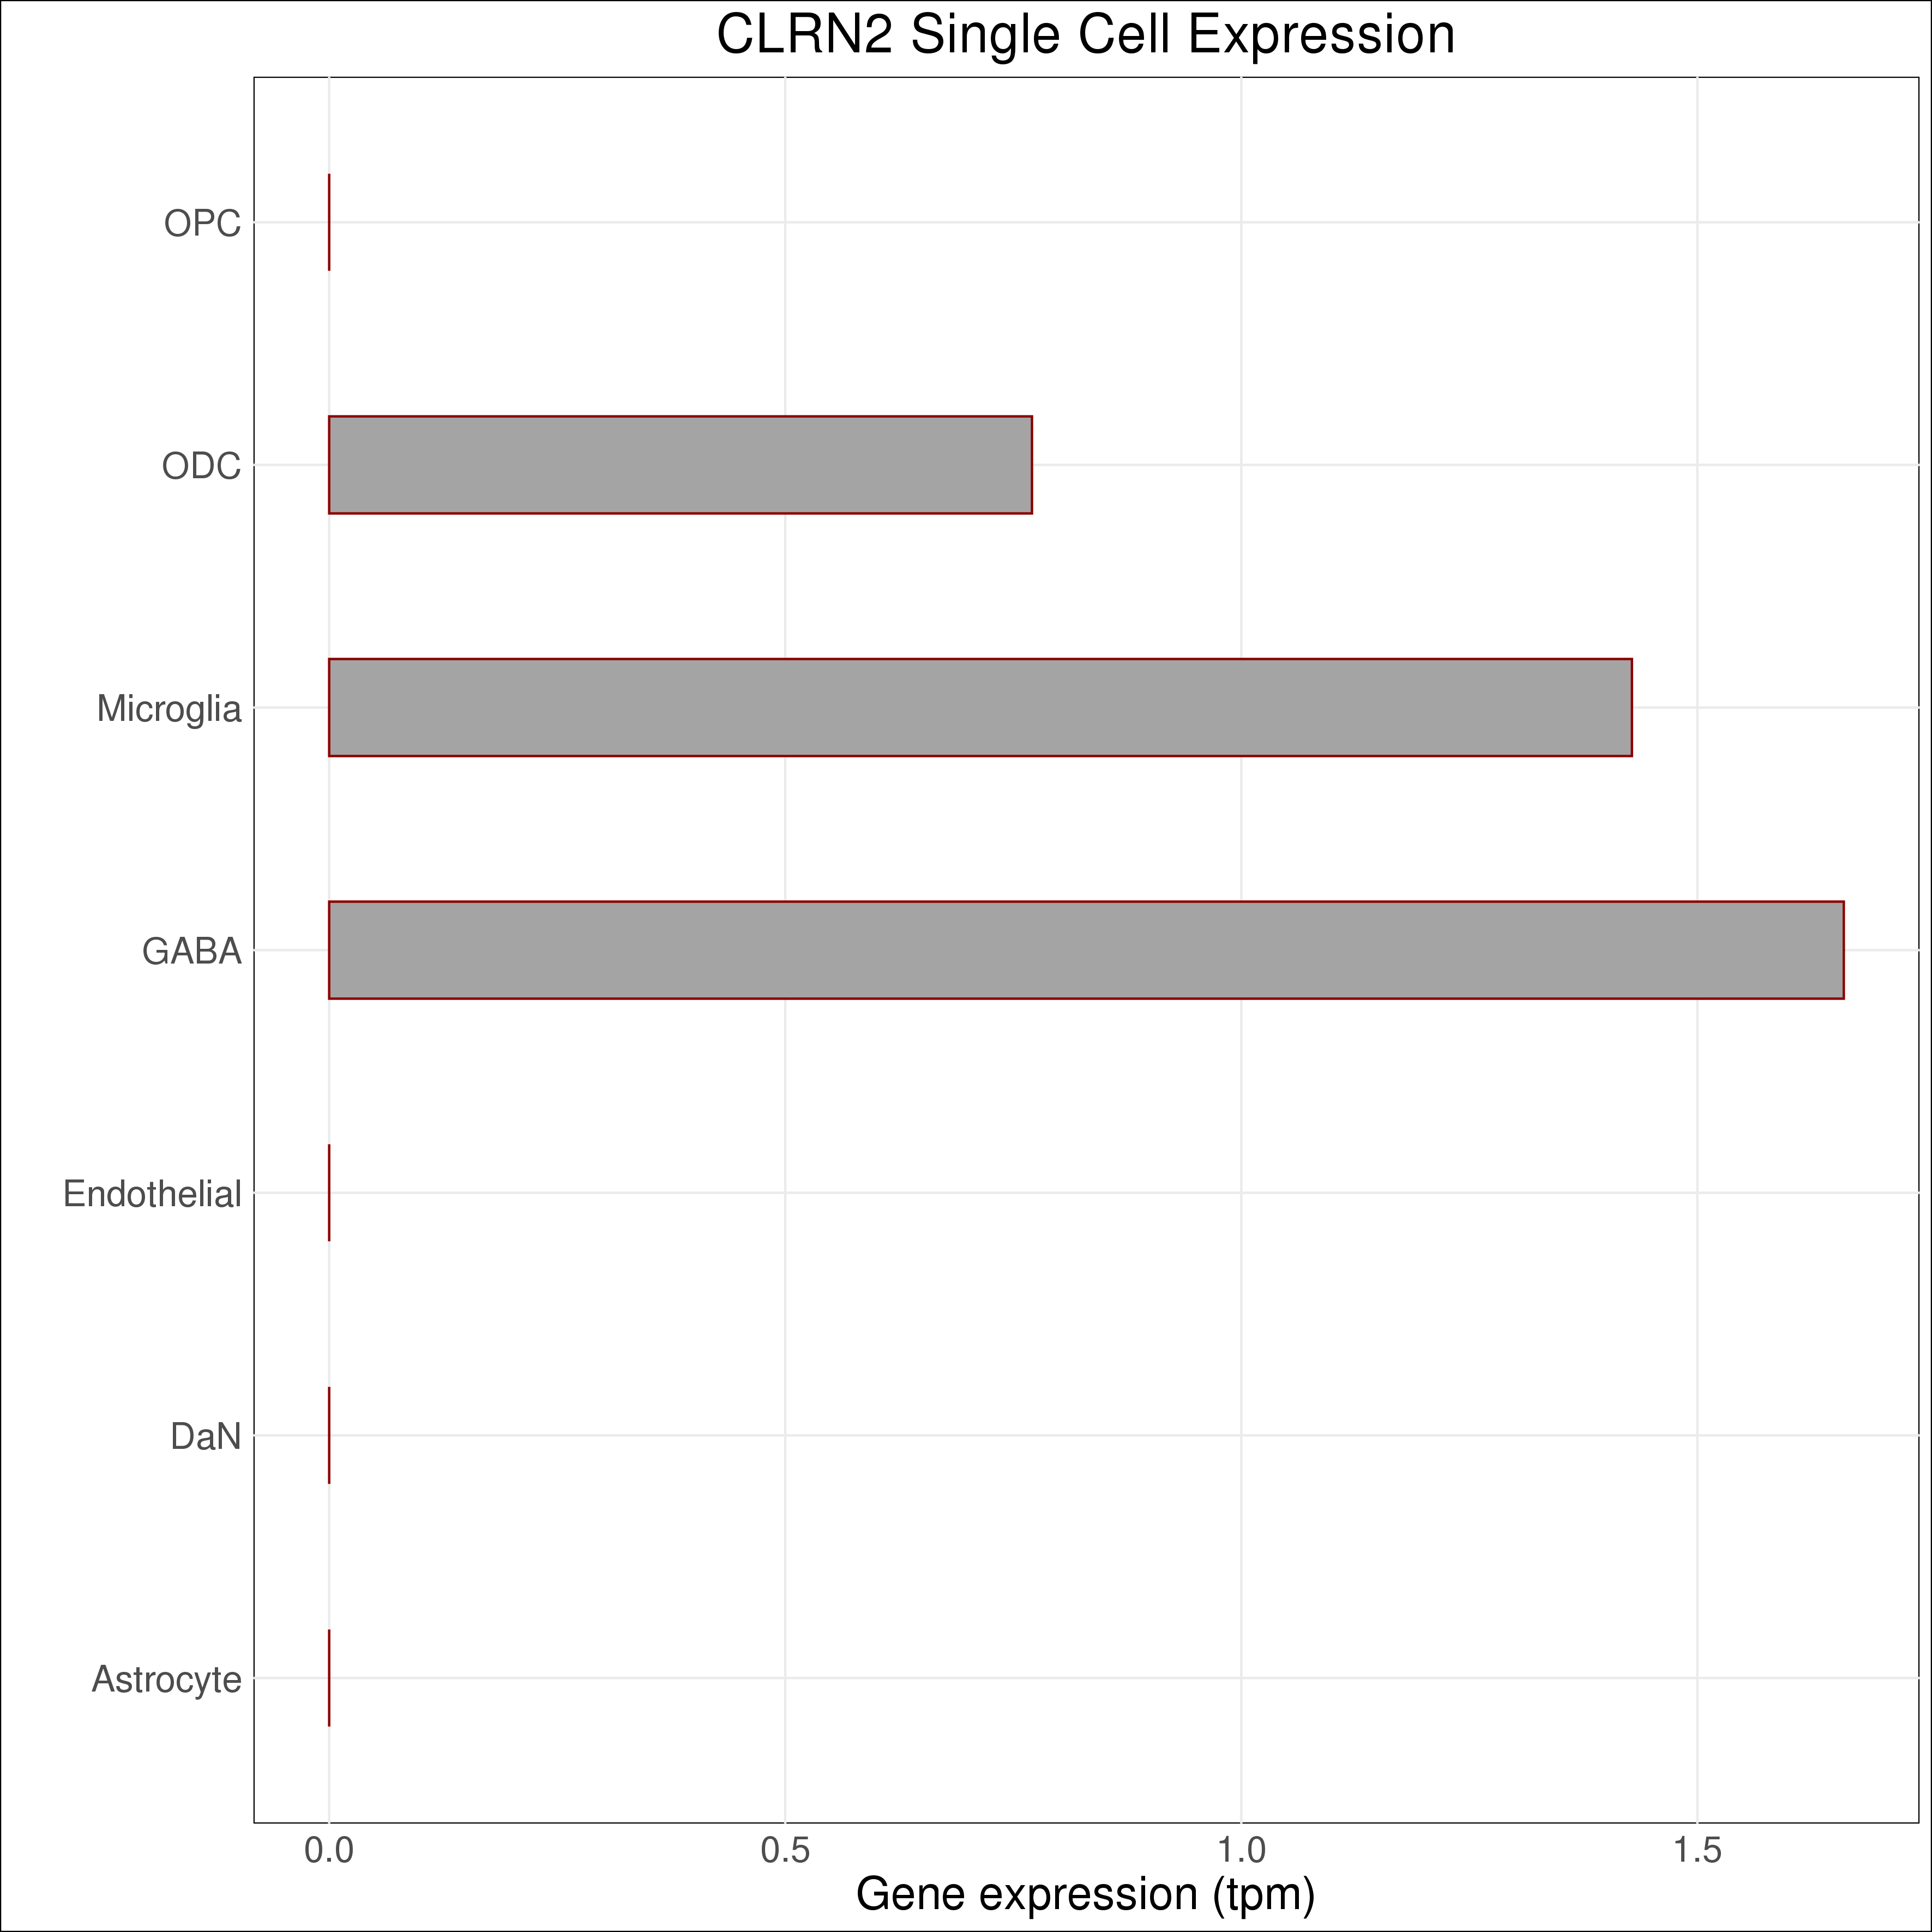 CLRN2 Single Cell Expression
OPC
ODC
Microglia
GABA
Endothelial
DaN
Astrocyte
0.0 0.5 1.0 1.5
Gene expression (tpm)